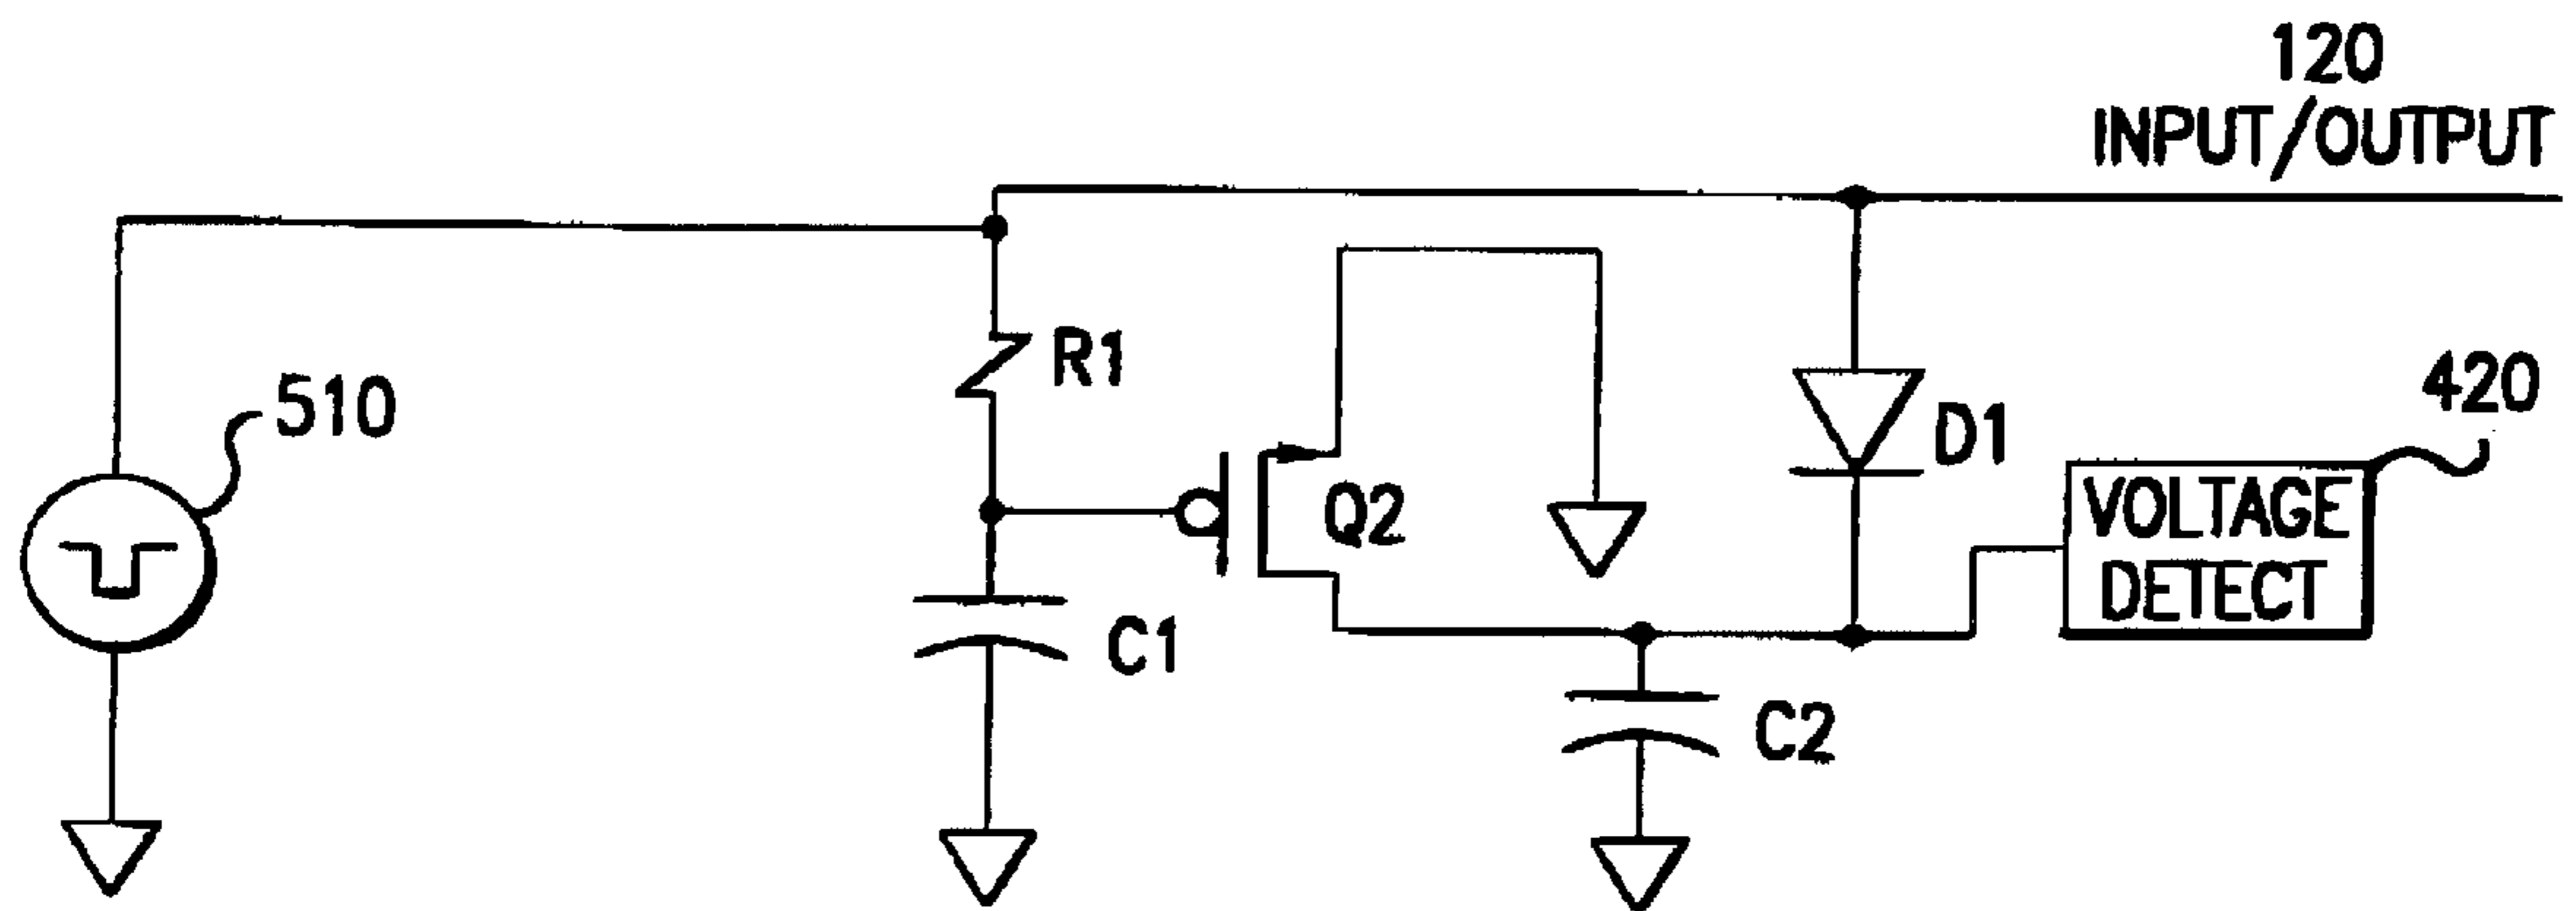 120
INPUT/OUTPUT
R1
510
D1
420
Q2
VOLTAGE
DETECT
C1
C2